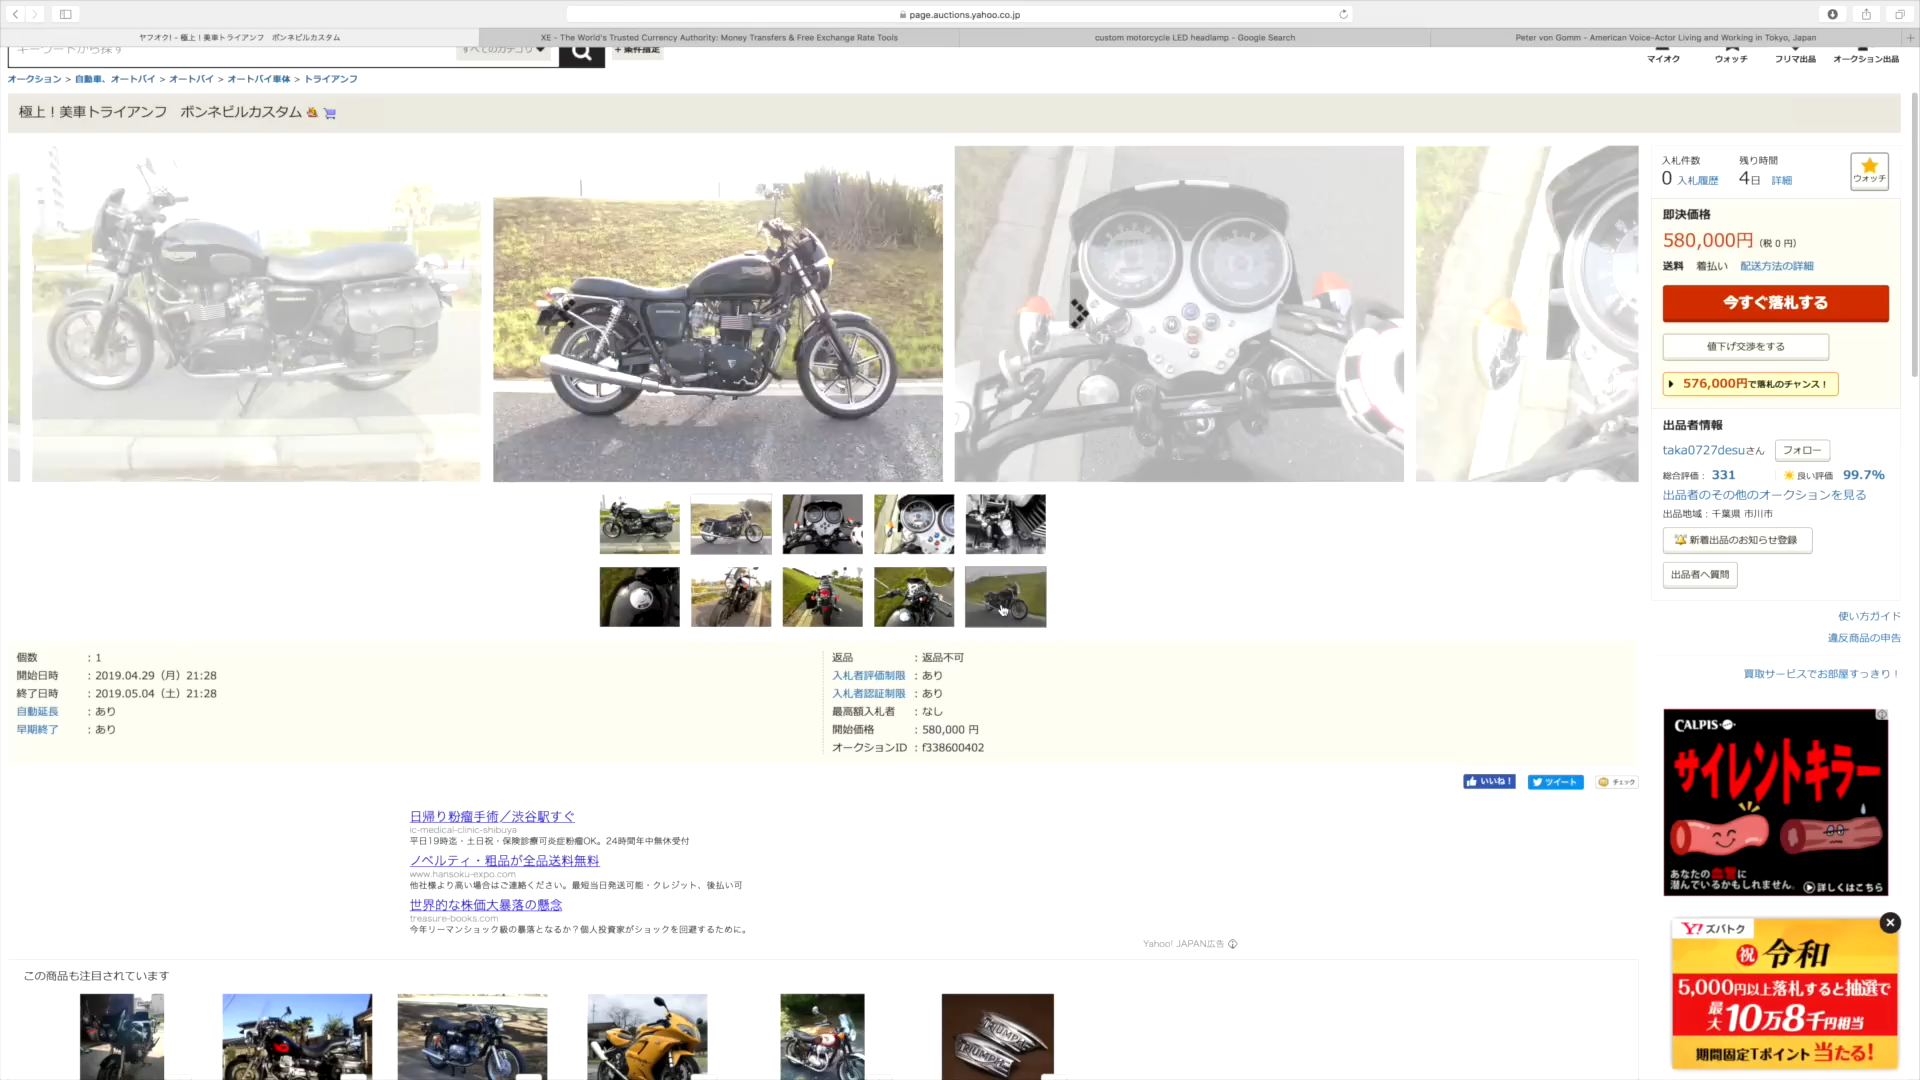 page.auctions.yahoo.co.jp
ヤフオク! - 極上！美車トライアンフ　ボンネビルカスタム
XE - The World's Trusted Currency Authority: Money Transfers & Free Exchange Rate Tools
custom motorcycle LED headlamp - Google Search
Peter von Gomm - American Voice-Actor Living and Working in Tokyo, Japan
キーワードから探す
すべてのカテゴリ
+ 条件指定
マイオク
ウォッチ
フリマ出品
オークション出品
オークション > 自動車、オートバイ > オートバイ > オートバイ車体 > トライアンフ
極上！美車トライアンフ　ボンネビルカスタム
入札件数
残り時間
0 入札履歴
4日 詳細
ウォッチ
即決価格
580,000円（税 0 円）
送料　着払い　配送方法の詳細
今すぐ落札する
値下げ交渉をする
576,000円で落札のチャンス！
出品者情報
taka0727desuさん
フォロー
総合評価： 331
良い評価 99.7%
出品者のその他のオークションを見る
出品地域：千葉県 市川市
新着出品のお知らせ登録
出品者へ質問
使い方ガイド
違反商品の申告
買取サービスでお部屋すっきり！
個数 ：1
開始日時 ：2019.04.29（月）21:28
終了日時 ：2019.05.04（土）21:28
自動延長 ：あり
早期終了 ：あり
返品 ：返品不可
入札者評価制限 ：あり
入札者認証制限 ：あり
最高額入札者 ：なし
開始価格 ：580,000 円
オークションID ：f338600402
いいね！
ツイート
チェック
日帰り粉瘤手術／渋谷駅すぐ
ic-medical-clinic-shibuya
平日19時迄・土日祝・保険診療可炎症粉瘤OK。24時間年中無休受付
ノベルティ・粗品が全品送料無料
www.hansoku-expo.com
他社様より高い場合はご連絡ください。最短当日発送可能・クレジット、後払い可
世界的な株価大暴落の懸念
treasure-books.com
今年リーマンショック級の暴落となるか？個人投資家がショックを回避するために。
Yahoo! JAPAN広告
この商品も注目されています
TRIUMPH
TRIUMPH
CALPIS
サイレントキラー
あなたの血管に
潜んでいるかもしれません。
詳しくはこちら
Y! ズバトク
祝 令和
5,000円以上落札すると抽選で
最大10万8千円相当
期間固定Tポイント当たる!